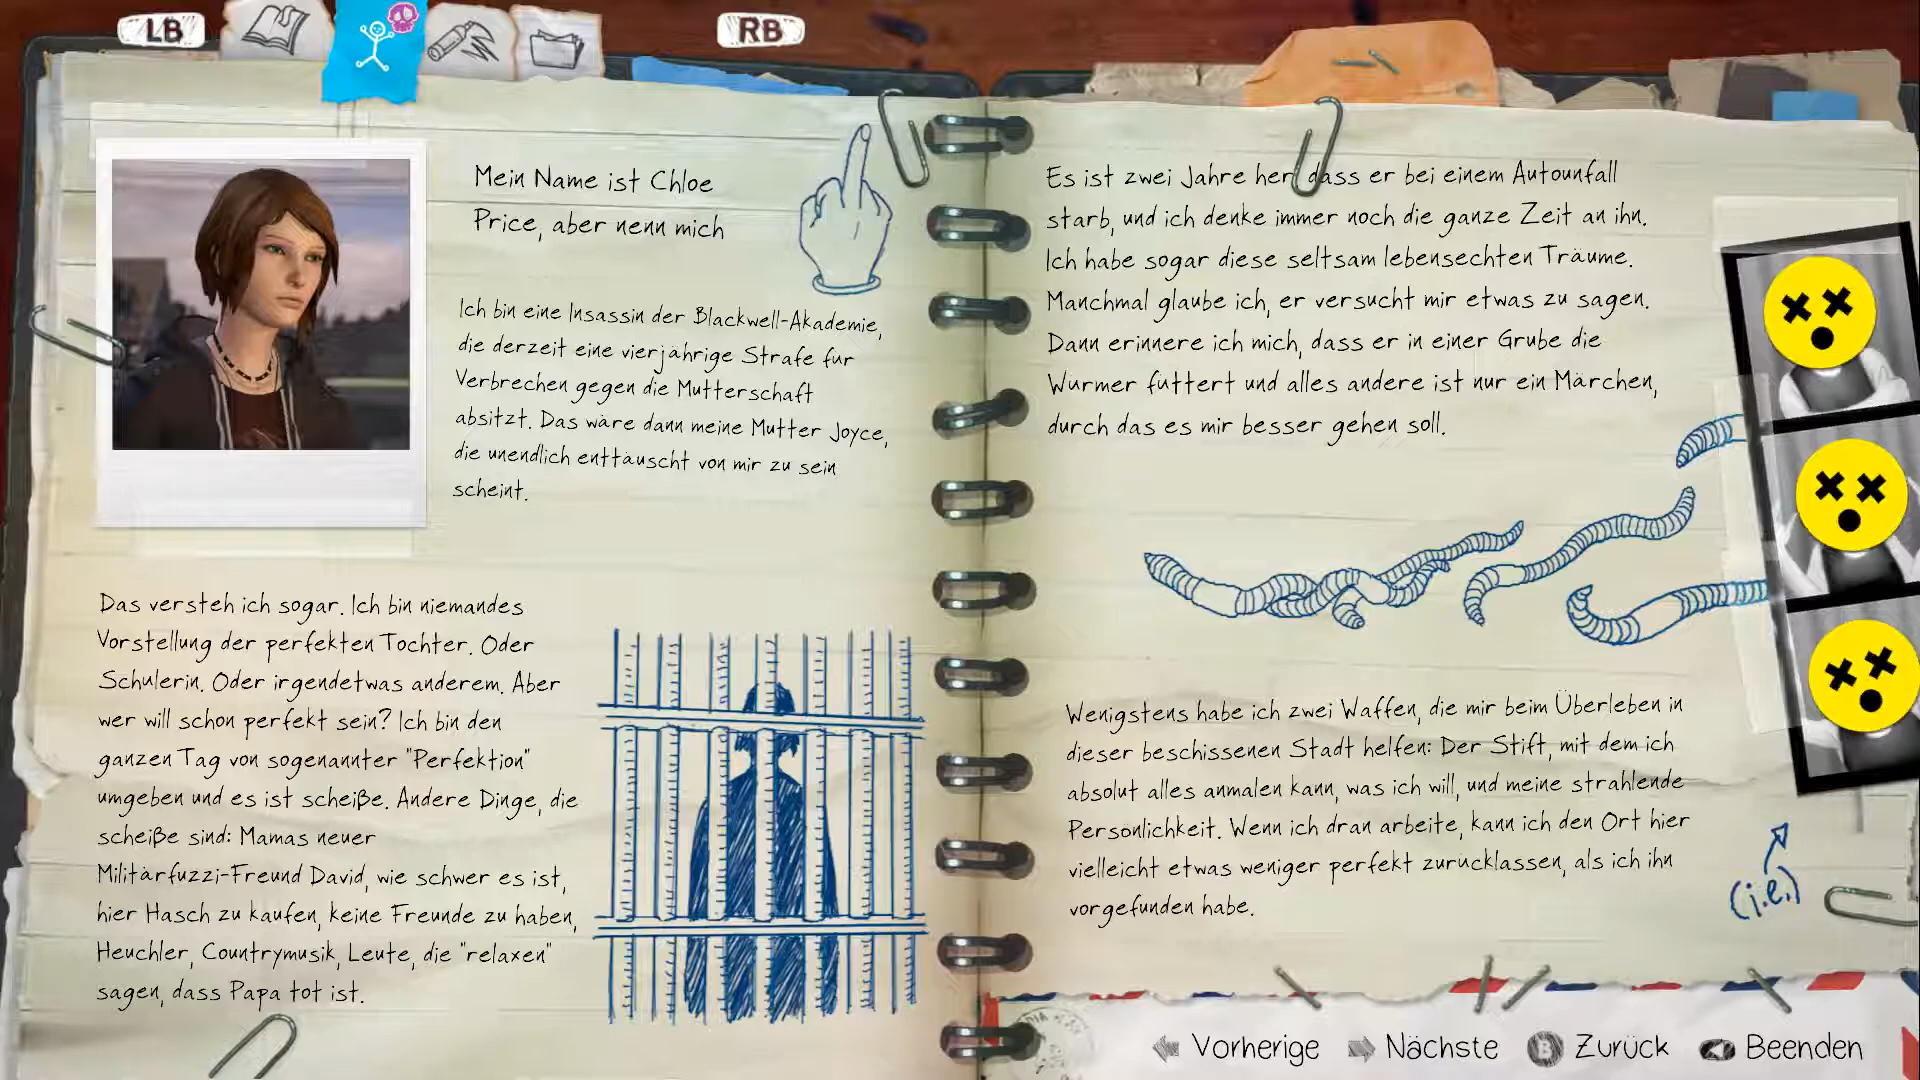 LB
RB
Mein Name ist Chloe
Price, aber nenn mich
Ich bin eine Insassin der Blackwell-Akademie,
die derzeit eine vierjährige Strafe fur
Verbrechen gegen die Mutterschaft
absitzt. Das wäre dann meine Mutter Joyce,
die unendlich enttäuscht von mir zu sein
scheint.
Das versteh ich sogar. Ich bin niemandes
Vorstellung der perfekten Tochter. Oder
Schulerin. Oder irgendetwas anderem. Aber
wer will schon perfekt sein? Ich bin den
ganzen Tag von sogenannter "Perfektion"
umgeben und es ist scheiße. Andere Dinge, die
scheiße sind: Mamas neuer
Militärfuzzi-Freund David, wie schwer es ist,
hier Hasch zu kaufen, keine Freunde zu haben,
Heuchler, Countrymusik, Leute, die "relaxen"
sagen, dass Papa tot ist.
Es ist zwei Jahre her, dass er bei einem Autounfall
starb, und ich denke immer noch die ganze Zeit an ihn.
Ich habe sogar diese seltsam lebensechten Träume.
Manchmal glaube ich, er versucht mir etwas zu sagen.
Dann erinnere ich mich, dass er in einer Grube die
Wurmer futtert und alles andere ist nur ein Märchen,
durch das es mir besser gehen soll.
Wenigstens habe ich zwei Waffen, die mir beim Überleben in
dieser beschissenen Stadt helfen: Der Stift, mit dem ich
absolut alles anmalen kann, was ich will, und meine strahlende
Personlichkeit. Wenn ich dran arbeite, kann ich den Ort hier
vielleicht etwas weniger perfekt zurucklassen, als ich ihn
vorgefunden habe.
(i.e.)
Vorherige
Nächste
B Zurück
Beenden